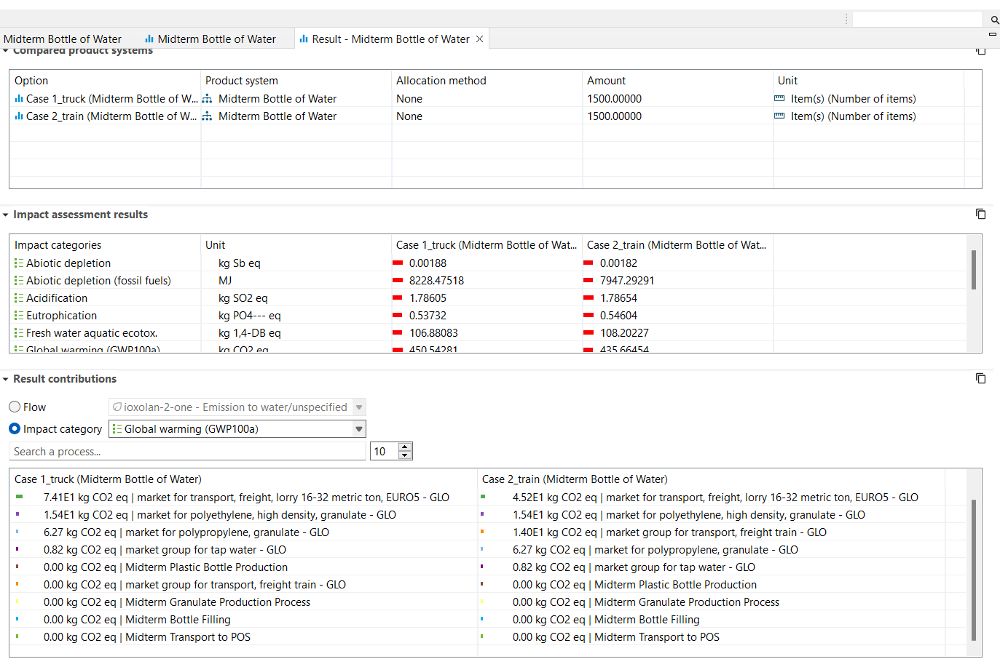 Midterm Bottle of Water Midterm Bottle of Water Result - Midterm Bottle of Water
Compared product systems
Option Product system Allocation method Amount Unit
Case 1_truck (Midterm Bottle of W... Midterm Bottle of Water None 1500.00000 Item(s) (Number of items)
Case 2_train (Midterm Bottle of W... Midterm Bottle of Water None 1500.00000 Item(s) (Number of items)
Impact assessment results
Impact categories Unit Case 1_truck (Midterm Bottle of Wat... Case 2_train (Midterm Bottle of Wat...
Abiotic depletion kg Sb eq 0.00188 0.00182
Abiotic depletion (fossil fuels) MJ 8228.47518 7947.29291
Acidification kg SO2 eq 1.78605 1.78654
Eutrophication kg PO4--- eq 0.53732 0.54604
Fresh water aquatic ecotox. kg 1,4-DB eq 106.88083 108.20227
Global warming (GWP100a) kg CO2 eq 450.54281 435.66454
Result contributions
Flow ioxolan-2-one - Emission to water/unspecified
Impact category Global warming (GWP100a)
Search a process... 10
Case 1_truck (Midterm Bottle of Water) Case 2_train (Midterm Bottle of Water)
7.41E1 kg CO2 eq | market for transport, freight, lorry 16-32 metric ton, EURO5 - GLO 4.52E1 kg CO2 eq | market for transport, freight, lorry 16-32 metric ton, EURO5 - GLO
1.54E1 kg CO2 eq | market for polyethylene, high density, granulate - GLO 1.54E1 kg CO2 eq | market for polyethylene, high density, granulate - GLO
6.27 kg CO2 eq | market for polypropylene, granulate - GLO 1.40E1 kg CO2 eq | market group for transport, freight train - GLO
0.82 kg CO2 eq | market group for tap water - GLO 6.27 kg CO2 eq | market for polypropylene, granulate - GLO
0.00 kg CO2 eq | Midterm Plastic Bottle Production 0.82 kg CO2 eq | market group for tap water - GLO
0.00 kg CO2 eq | market group for transport, freight train - GLO 0.00 kg CO2 eq | Midterm Plastic Bottle Production
0.00 kg CO2 eq | Midterm Granulate Production Process 0.00 kg CO2 eq | Midterm Granulate Production Process
0.00 kg CO2 eq | Midterm Bottle Filling 0.00 kg CO2 eq | Midterm Bottle Filling
0.00 kg CO2 eq | Midterm Transport to POS 0.00 kg CO2 eq | Midterm Transport to POS